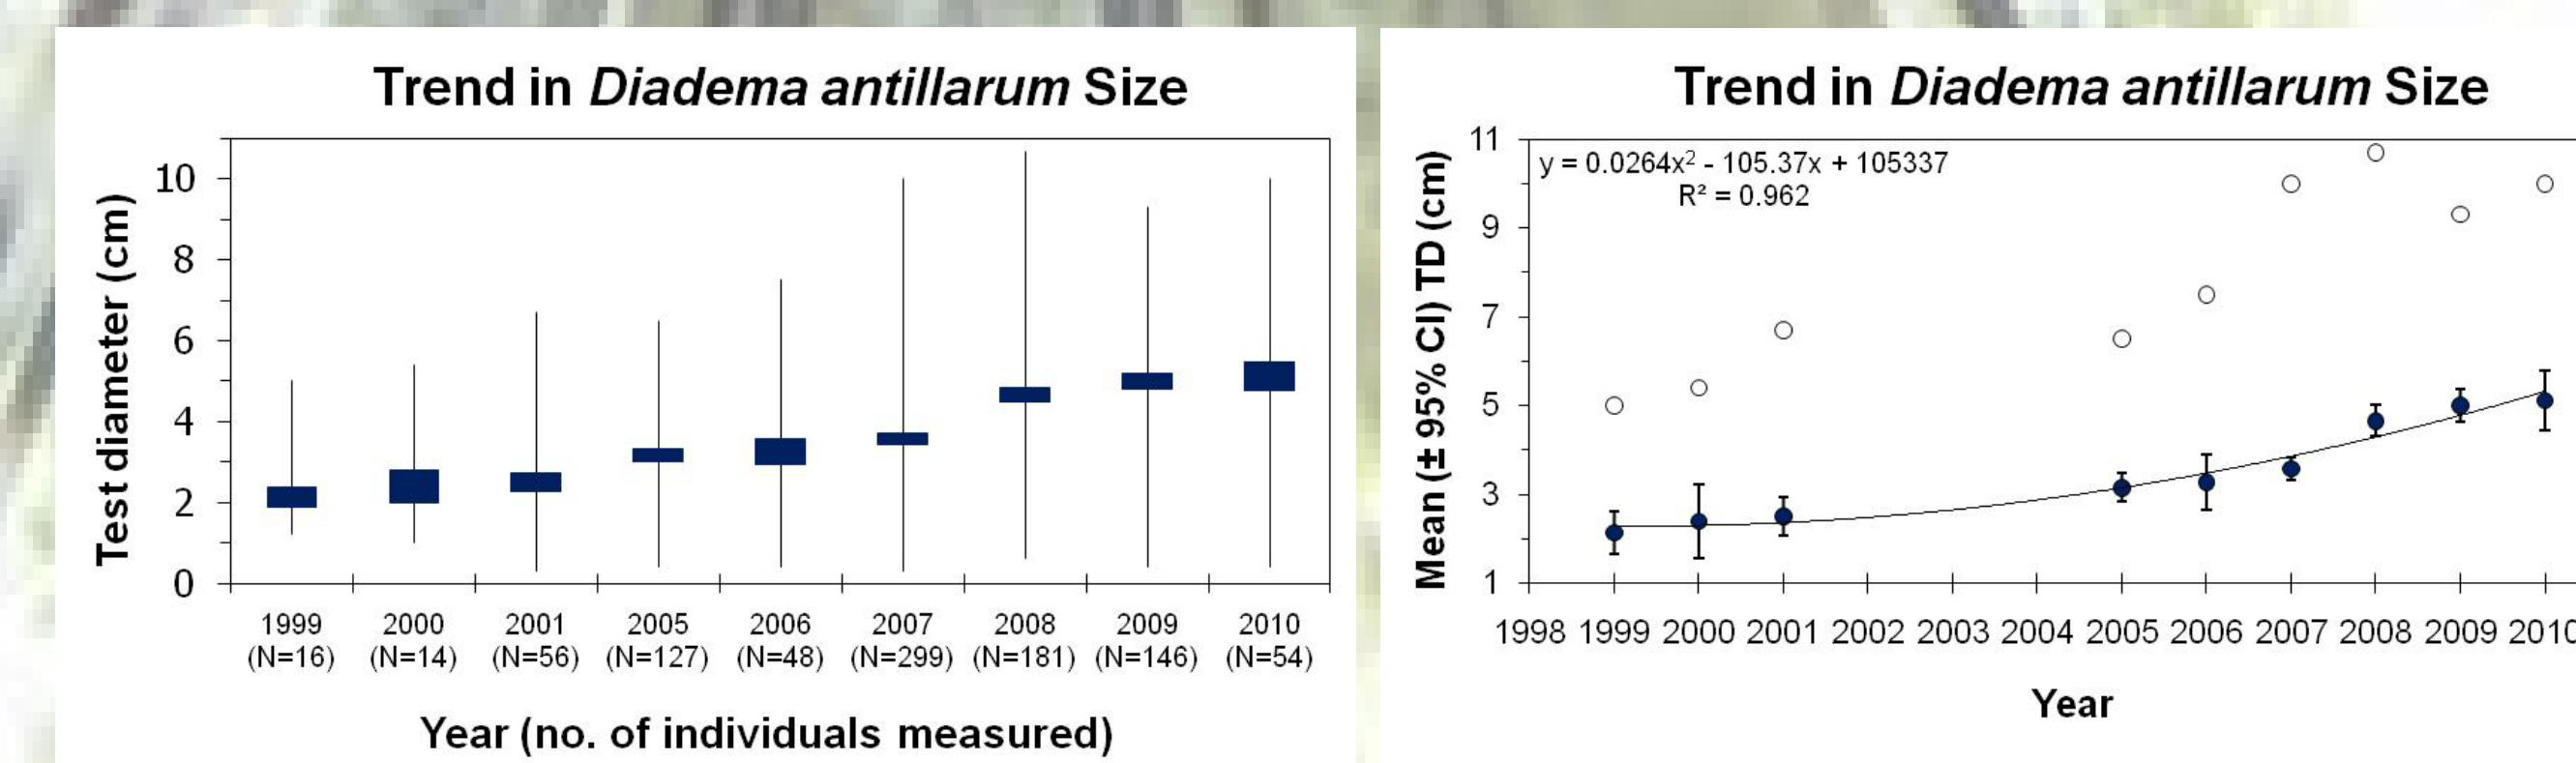 Trend in Diadema antillarum Size
Test diameter (cm)
10
8
6
4
2
0
1999 2000 2001 2005 2006 2007 2008 2009 2010
(N=16) (N=14) (N=56) (N=127) (N=48) (N=299) (N=181) (N=146) (N=54)
Year (no. of individuals measured)
Trend in Diadema antillarum Size
y = 0.0264x² - 105.37x + 105337
R² = 0.962
Mean (± 95% CI) TD (cm)
11
9
7
5
3
1
1998 1999 2000 2001 2002 2003 2004 2005 2006 2007 2008 2009 2010
Year